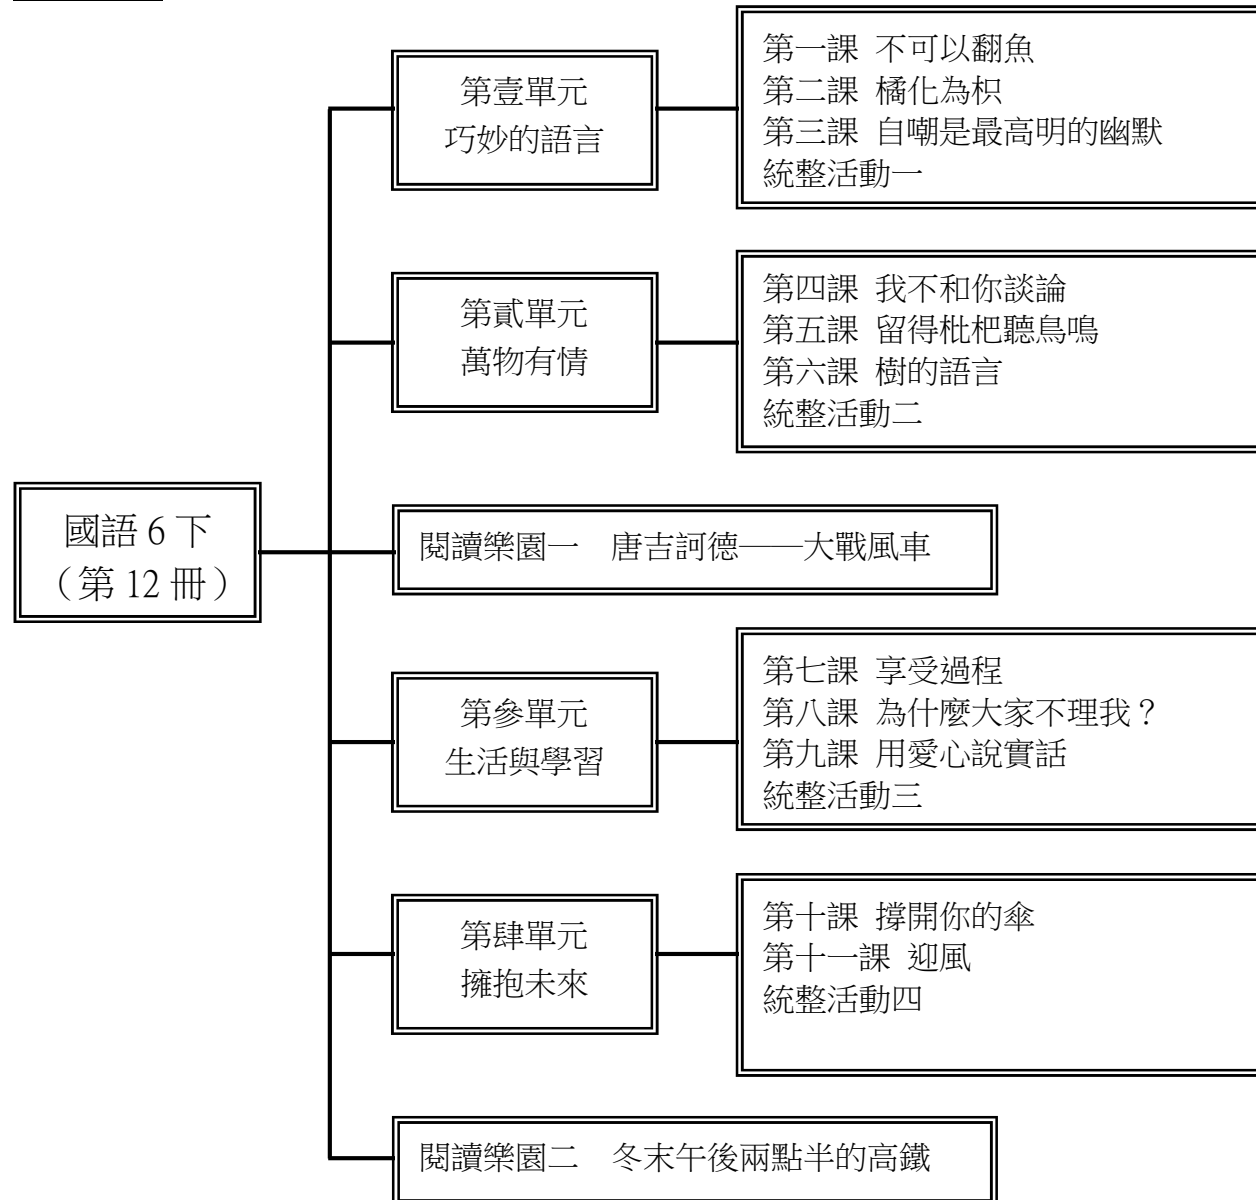 國語 6 下
（第 12 冊）
第壹單元
巧妙的語言
第一課 不可以翻魚
第二課 橘化為枳
第三課 自嘲是最高明的幽默
統整活動一
第貳單元
萬物有情
第四課 我不和你談論
第五課 留得枇杷聽鳥鳴
第六課 樹的語言
統整活動二
閱讀樂園一　唐吉訶德——大戰風車
第參單元
生活與學習
第七課 享受過程
第八課 為什麼大家不理我？
第九課 用愛心說實話
統整活動三
第肆單元
擁抱未來
第十課 撐開你的傘
第十一課 迎風
統整活動四
閱讀樂園二　冬末午後兩點半的高鐵